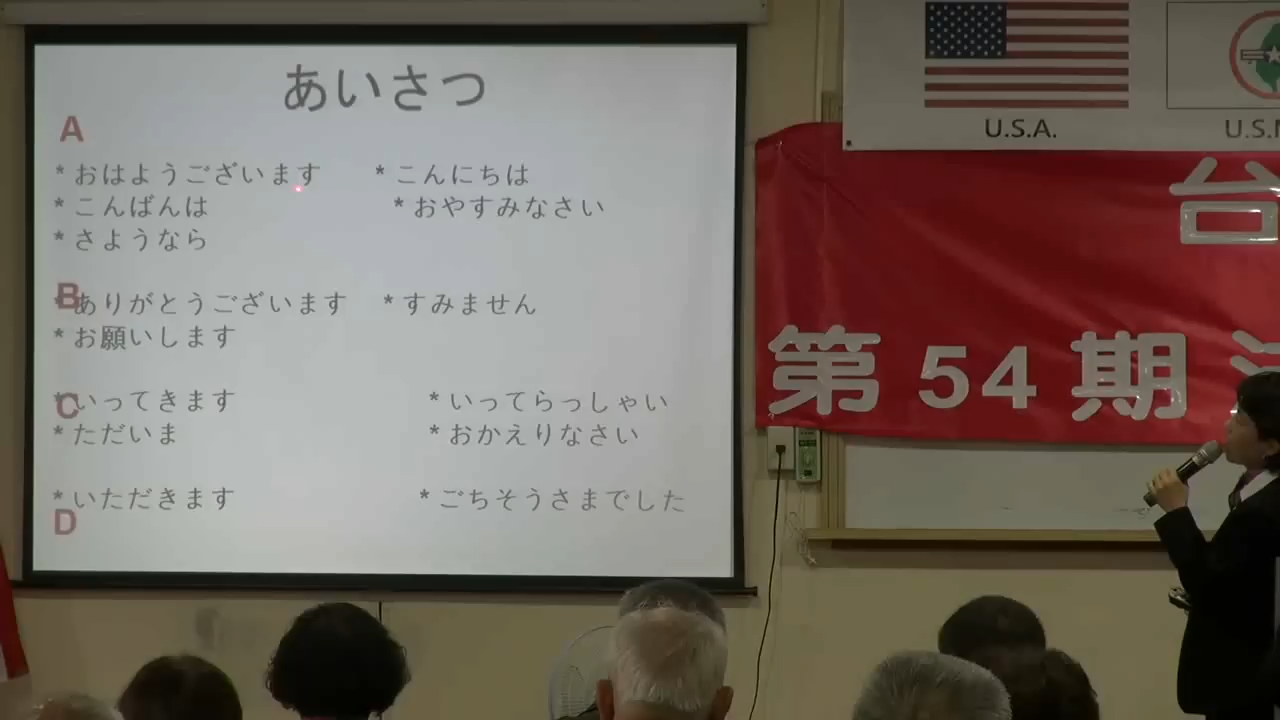 あいさつ
A
* おはようございます * こんにちは
* こんばんは * おやすみなさい
* さようなら
B
* ありがとうございます * すみません
* お願いします
C
* いってきます * いってらっしゃい
* ただいま * おかえりなさい
* いただきます * ごちそうさまでした
D
U.S.A.
U.S.
台
第 54 期